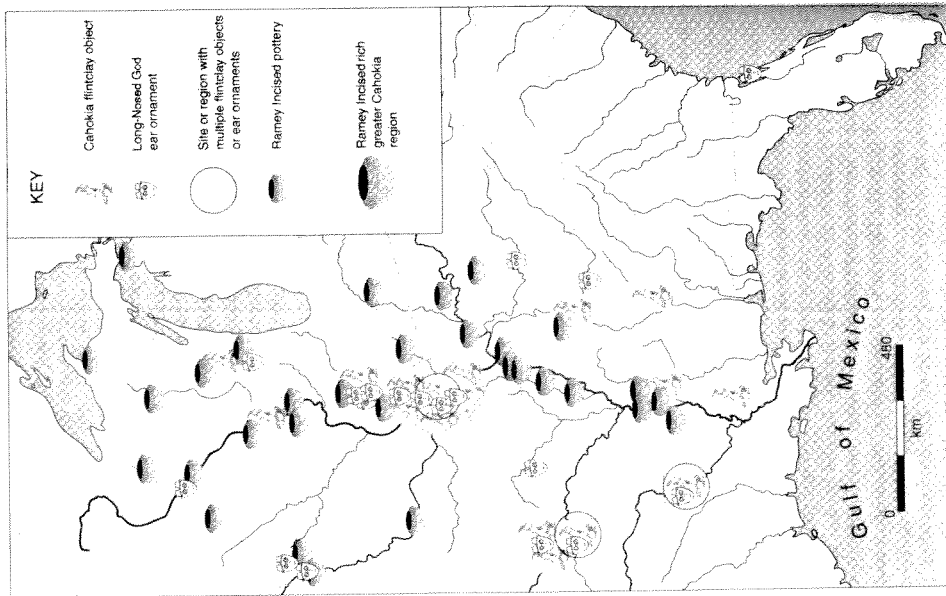 KEY
Cahokia flintclay object
Long-Nosed God
ear ornament
Site or region with
multiple flintclay objects
or ear ornaments
Ramey Incised pottery
Ramey Incised rich
greater Cahokia
region
Gulf of Mexico
0
480
km